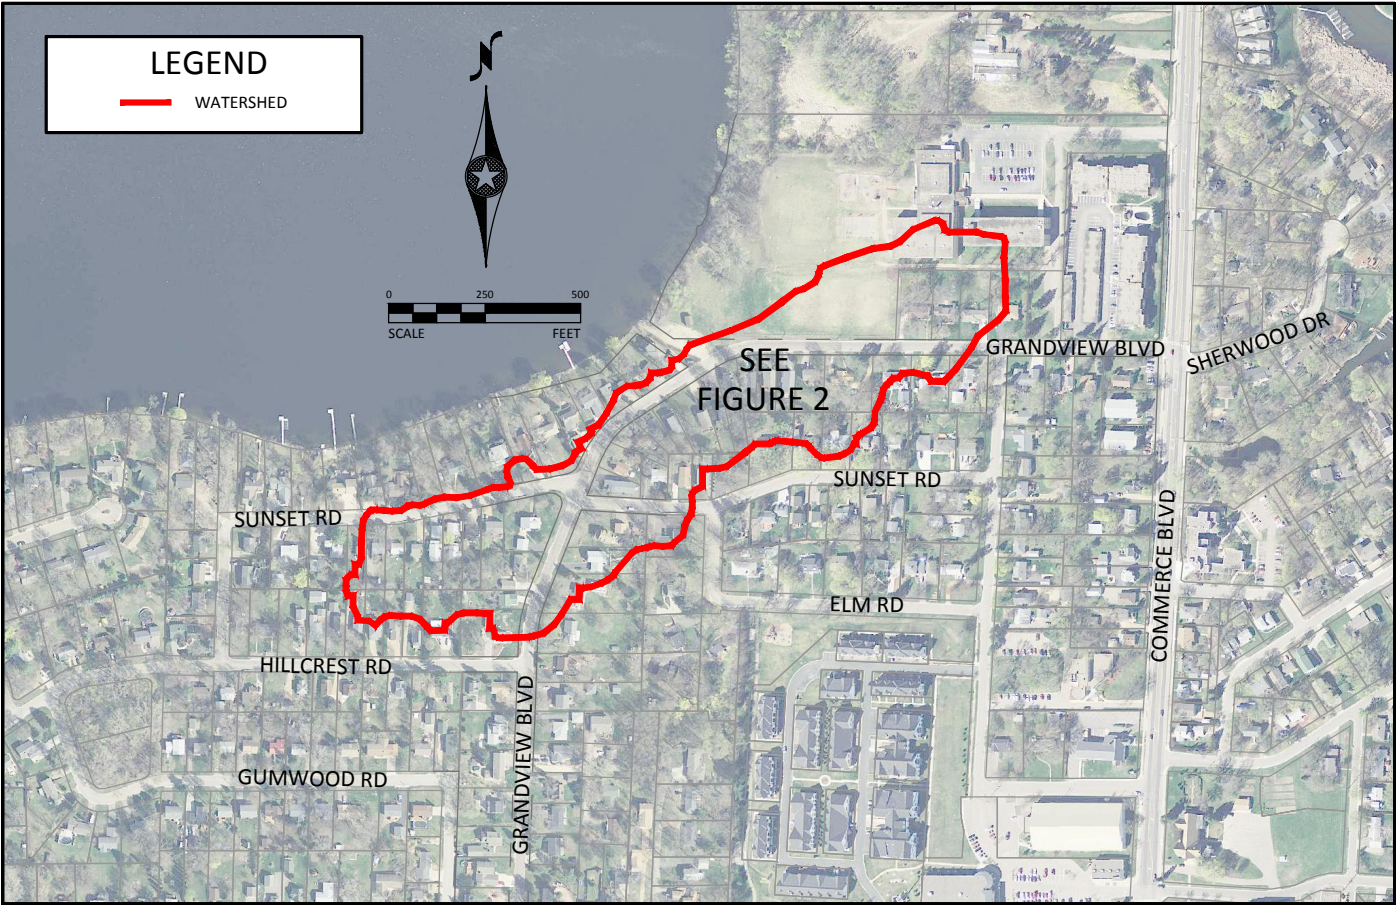 LEGEND
WATERSHED
N
0 250 500
SCALE FEET
SHERWOOD DR
GRANDVIEW BLVD
SEE
FIGURE 2
SUNSET RD
SUNSET RD
COMMERCE BLVD
ELM RD
HILLCREST RD
GRANDVIEW BLVD
GUMWOOD RD